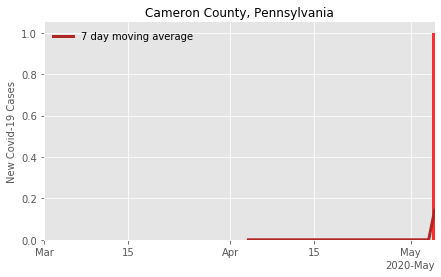 Cameron County, Pennsylvania
7 day moving average
New Covid-19 Cases
1.0
0.8
0.6
0.4
0.2
0.0
Mar 15 Apr 15 May
2020-May